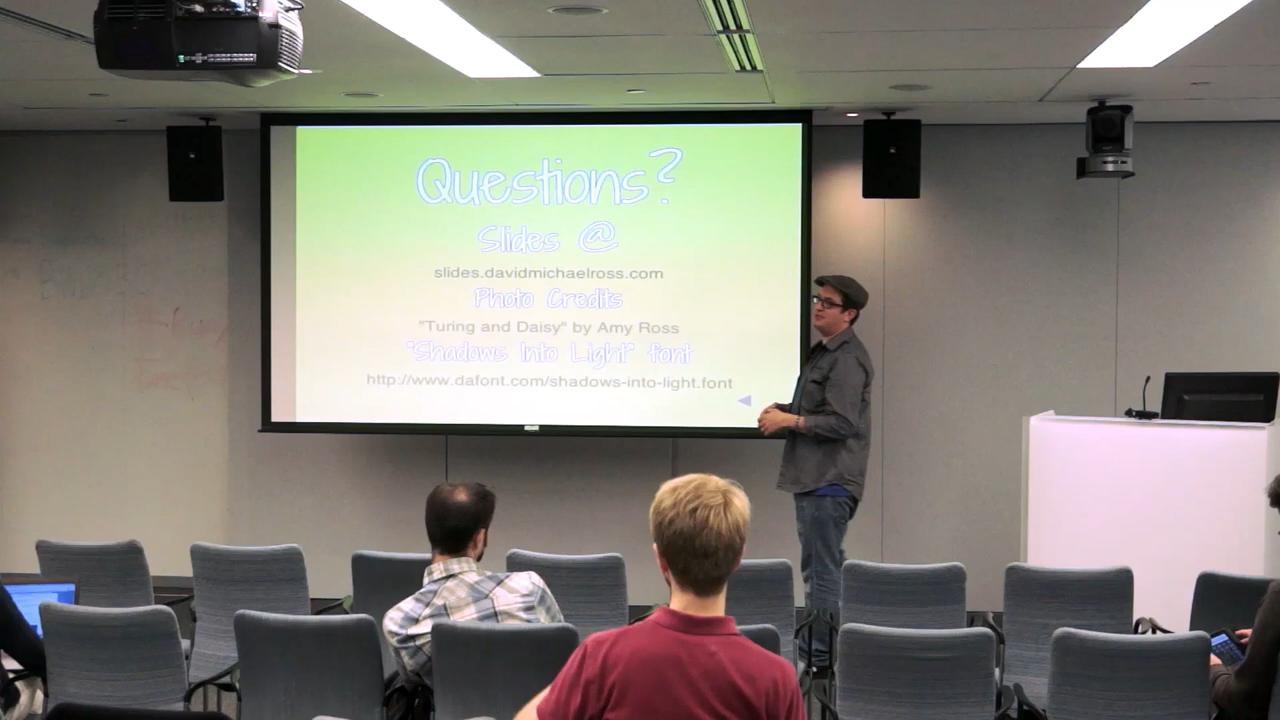 Questions?
Slides @
slides.davidmichaelross.com
Photo Credits
"Turing and Daisy" by Amy Ross
"Shadows Into Light" font
http://www.dafont.com/shadows-into-light.font